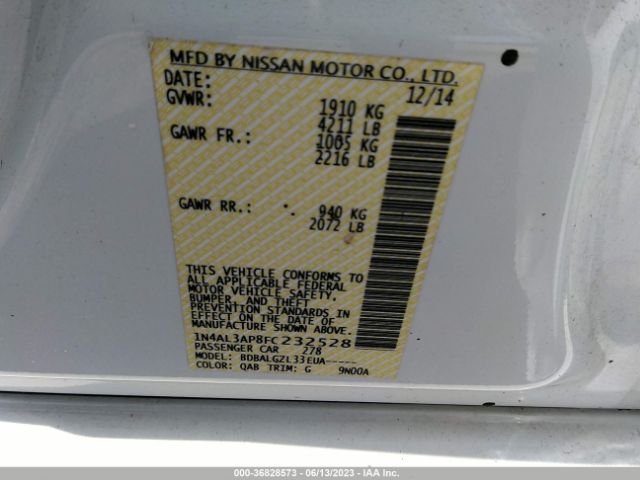 MFD BY NISSAN MOTOR CO., LTD.
DATE: 12/14
GVWR: 1910 KG
4211 LB
GAWR FR.: 1005 KG
2216 LB
GAWR RR.: 940 KG
2072 LB
THIS VEHICLE CONFORMS TO
ALL APPLICABLE FEDERAL
MOTOR VEHICLE SAFETY,
BUMPER, AND THEFT
PREVENTION STANDARDS IN
EFFECT ON THE DATE OF
MANUFACTURE SHOWN ABOVE.
1N4AL3AP8FC232528
PASSENGER CAR 278
MODEL: BDBALGZL33EUA-----
COLOR: QAB TRIM: G 9N00A
000-36828573 - 06/13/2023 - IAA Inc.